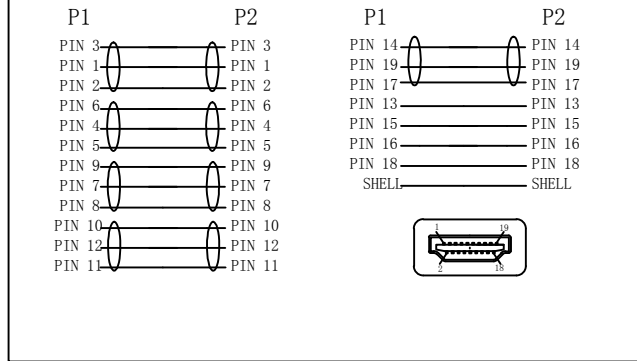 P1 P2
PIN 3 PIN 3
PIN 1 PIN 1
PIN 2 PIN 2
PIN 6 PIN 6
PIN 4 PIN 4
PIN 5 PIN 5
PIN 9 PIN 9
PIN 7 PIN 7
PIN 8 PIN 8
PIN 10 PIN 10
PIN 12 PIN 12
PIN 11 PIN 11
P1 P2
PIN 14 PIN 14
PIN 19 PIN 19
PIN 17 PIN 17
PIN 13 PIN 13
PIN 15 PIN 15
PIN 16 PIN 16
PIN 18 PIN 18
SHELL SHELL
1 19
2 18